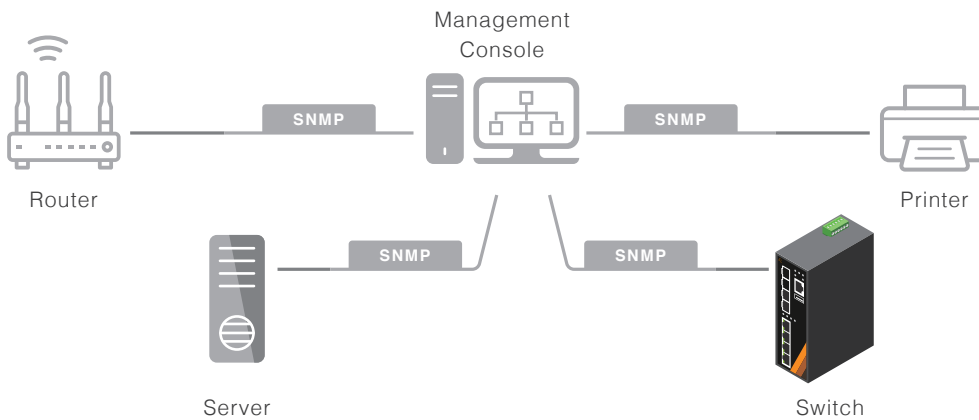 Management
Console
SNMP
SNMP
Router
Printer
SNMP
SNMP
Server
Switch